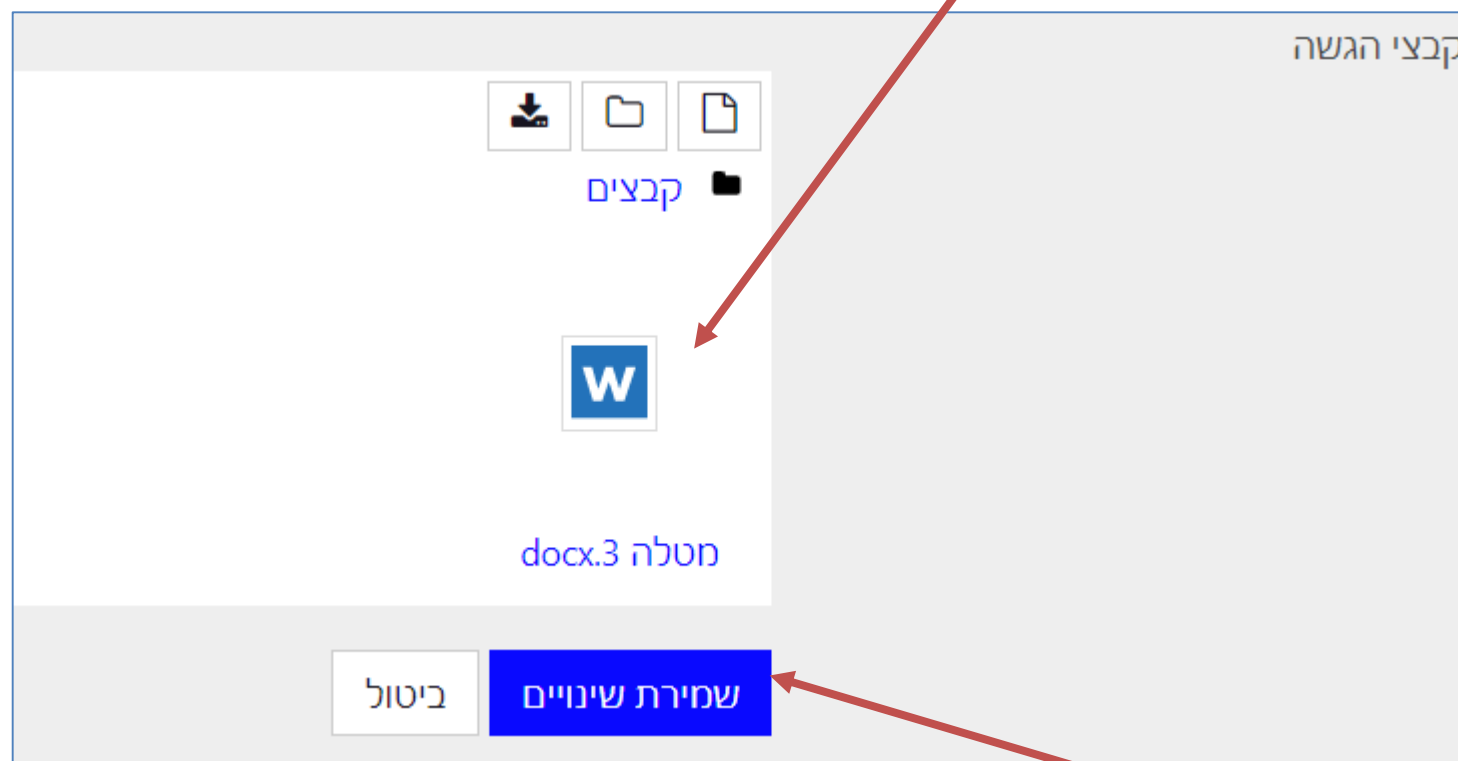 קבצי הגשה
קבצים
W
מטלה 3.docx
שמירת שינויים
ביטול